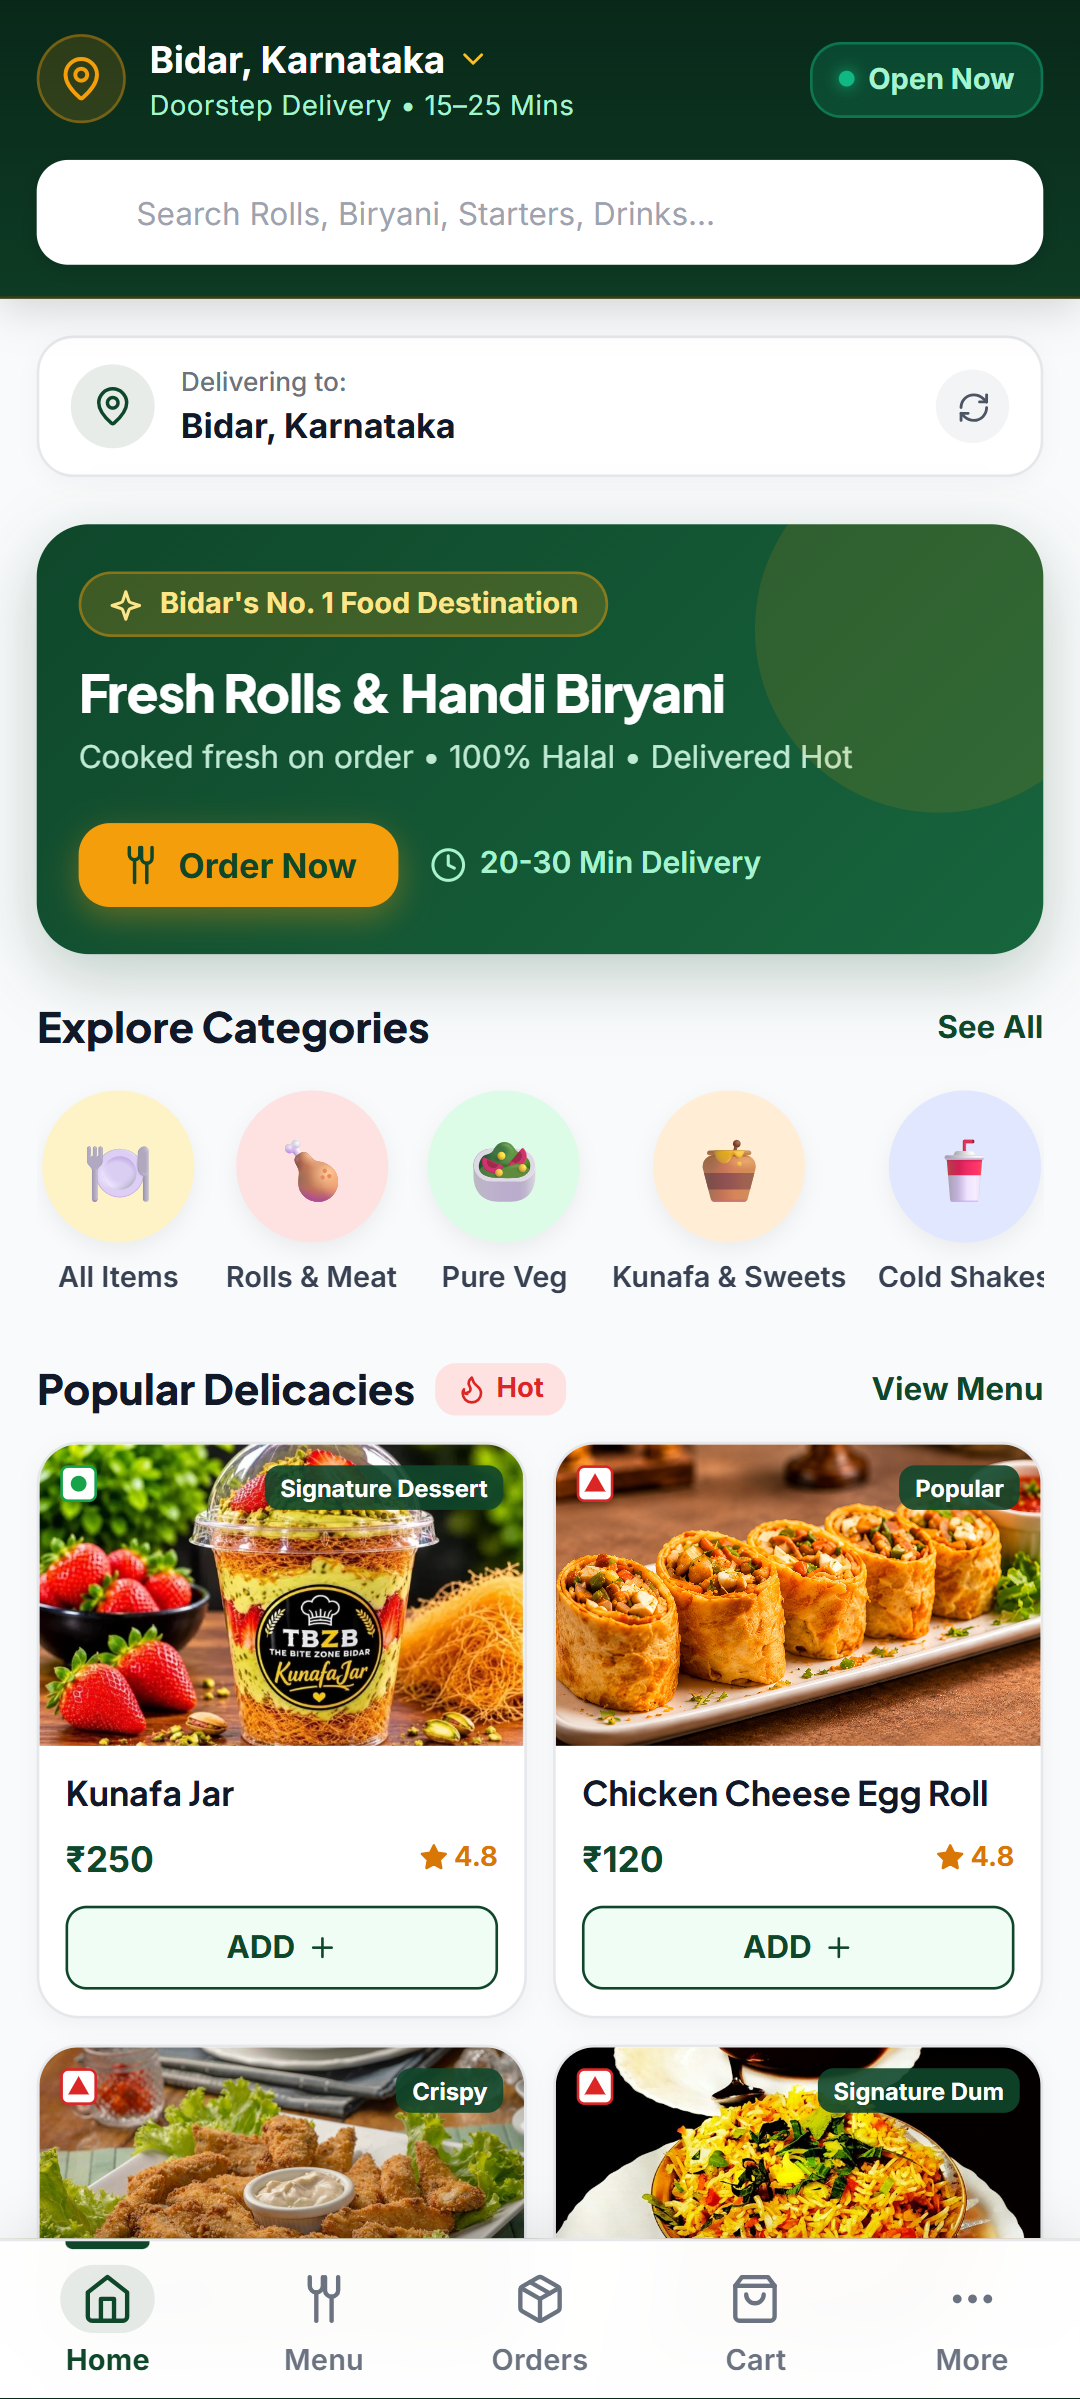 Bidar, Karnataka
Doorstep Delivery • 15–25 Mins
Open Now
Search Rolls, Biryani, Starters, Drinks...
Delivering to:
Bidar, Karnataka
Bidar's No. 1 Food Destination
Fresh Rolls & Handi Biryani
Cooked fresh on order • 100% Halal • Delivered Hot
Order Now
20-30 Min Delivery
Explore Categories
See All
All Items
Rolls & Meat
Pure Veg
Kunafa & Sweets
Cold Shakes
Popular Delicacies
Hot
View Menu
Signature Dessert
TBZB
THE BITE ZONE BIDAR
Kunafa Jar
Popular
Kunafa Jar
₹250
4.8
ADD +
Chicken Cheese Egg Roll
₹120
4.8
ADD +
Crispy
Signature Dum
Home
Menu
Orders
Cart
More